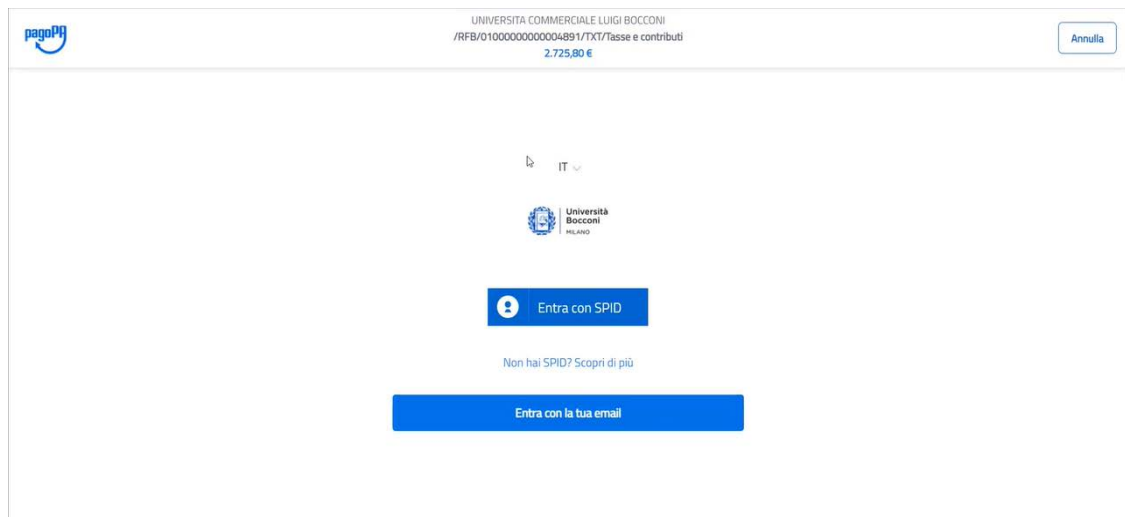 pagoPA
UNIVERSITA COMMERCIALE LUIGI BOCCONI
/RFB/01000000000004891/TXT/Tasse e contributi
2.725,80 €
Annulla
IT
Università
Bocconi
MILANO
Entra con SPID
Non hai SPID? Scopri di più
Entra con la tua email